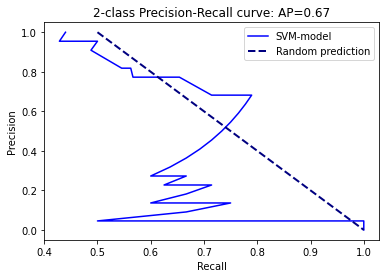 2-class Precision-Recall curve: AP=0.67
SVM-model
Random prediction
Precision
1.0
0.8
0.6
0.4
0.2
0.0
0.4 0.5 0.6 0.7 0.8 0.9 1.0
Recall